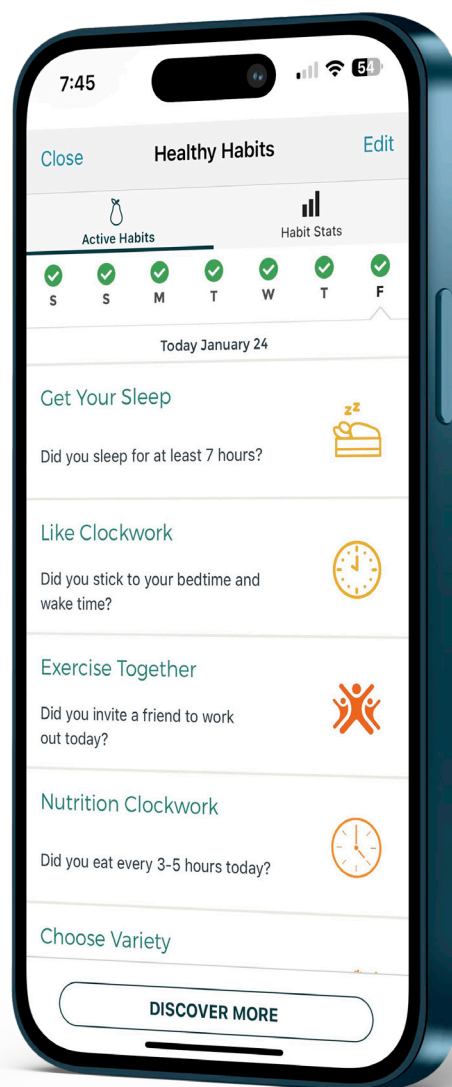 7:45
54
Close
Healthy Habits
Edit
Active Habits
Habit Stats
S S M T W T F
Today January 24
Get Your Sleep
Did you sleep for at least 7 hours?
Like Clockwork
Did you stick to your bedtime and
wake time?
Exercise Together
Did you invite a friend to work
out today?
Nutrition Clockwork
Did you eat every 3-5 hours today?
Choose Variety
DISCOVER MORE